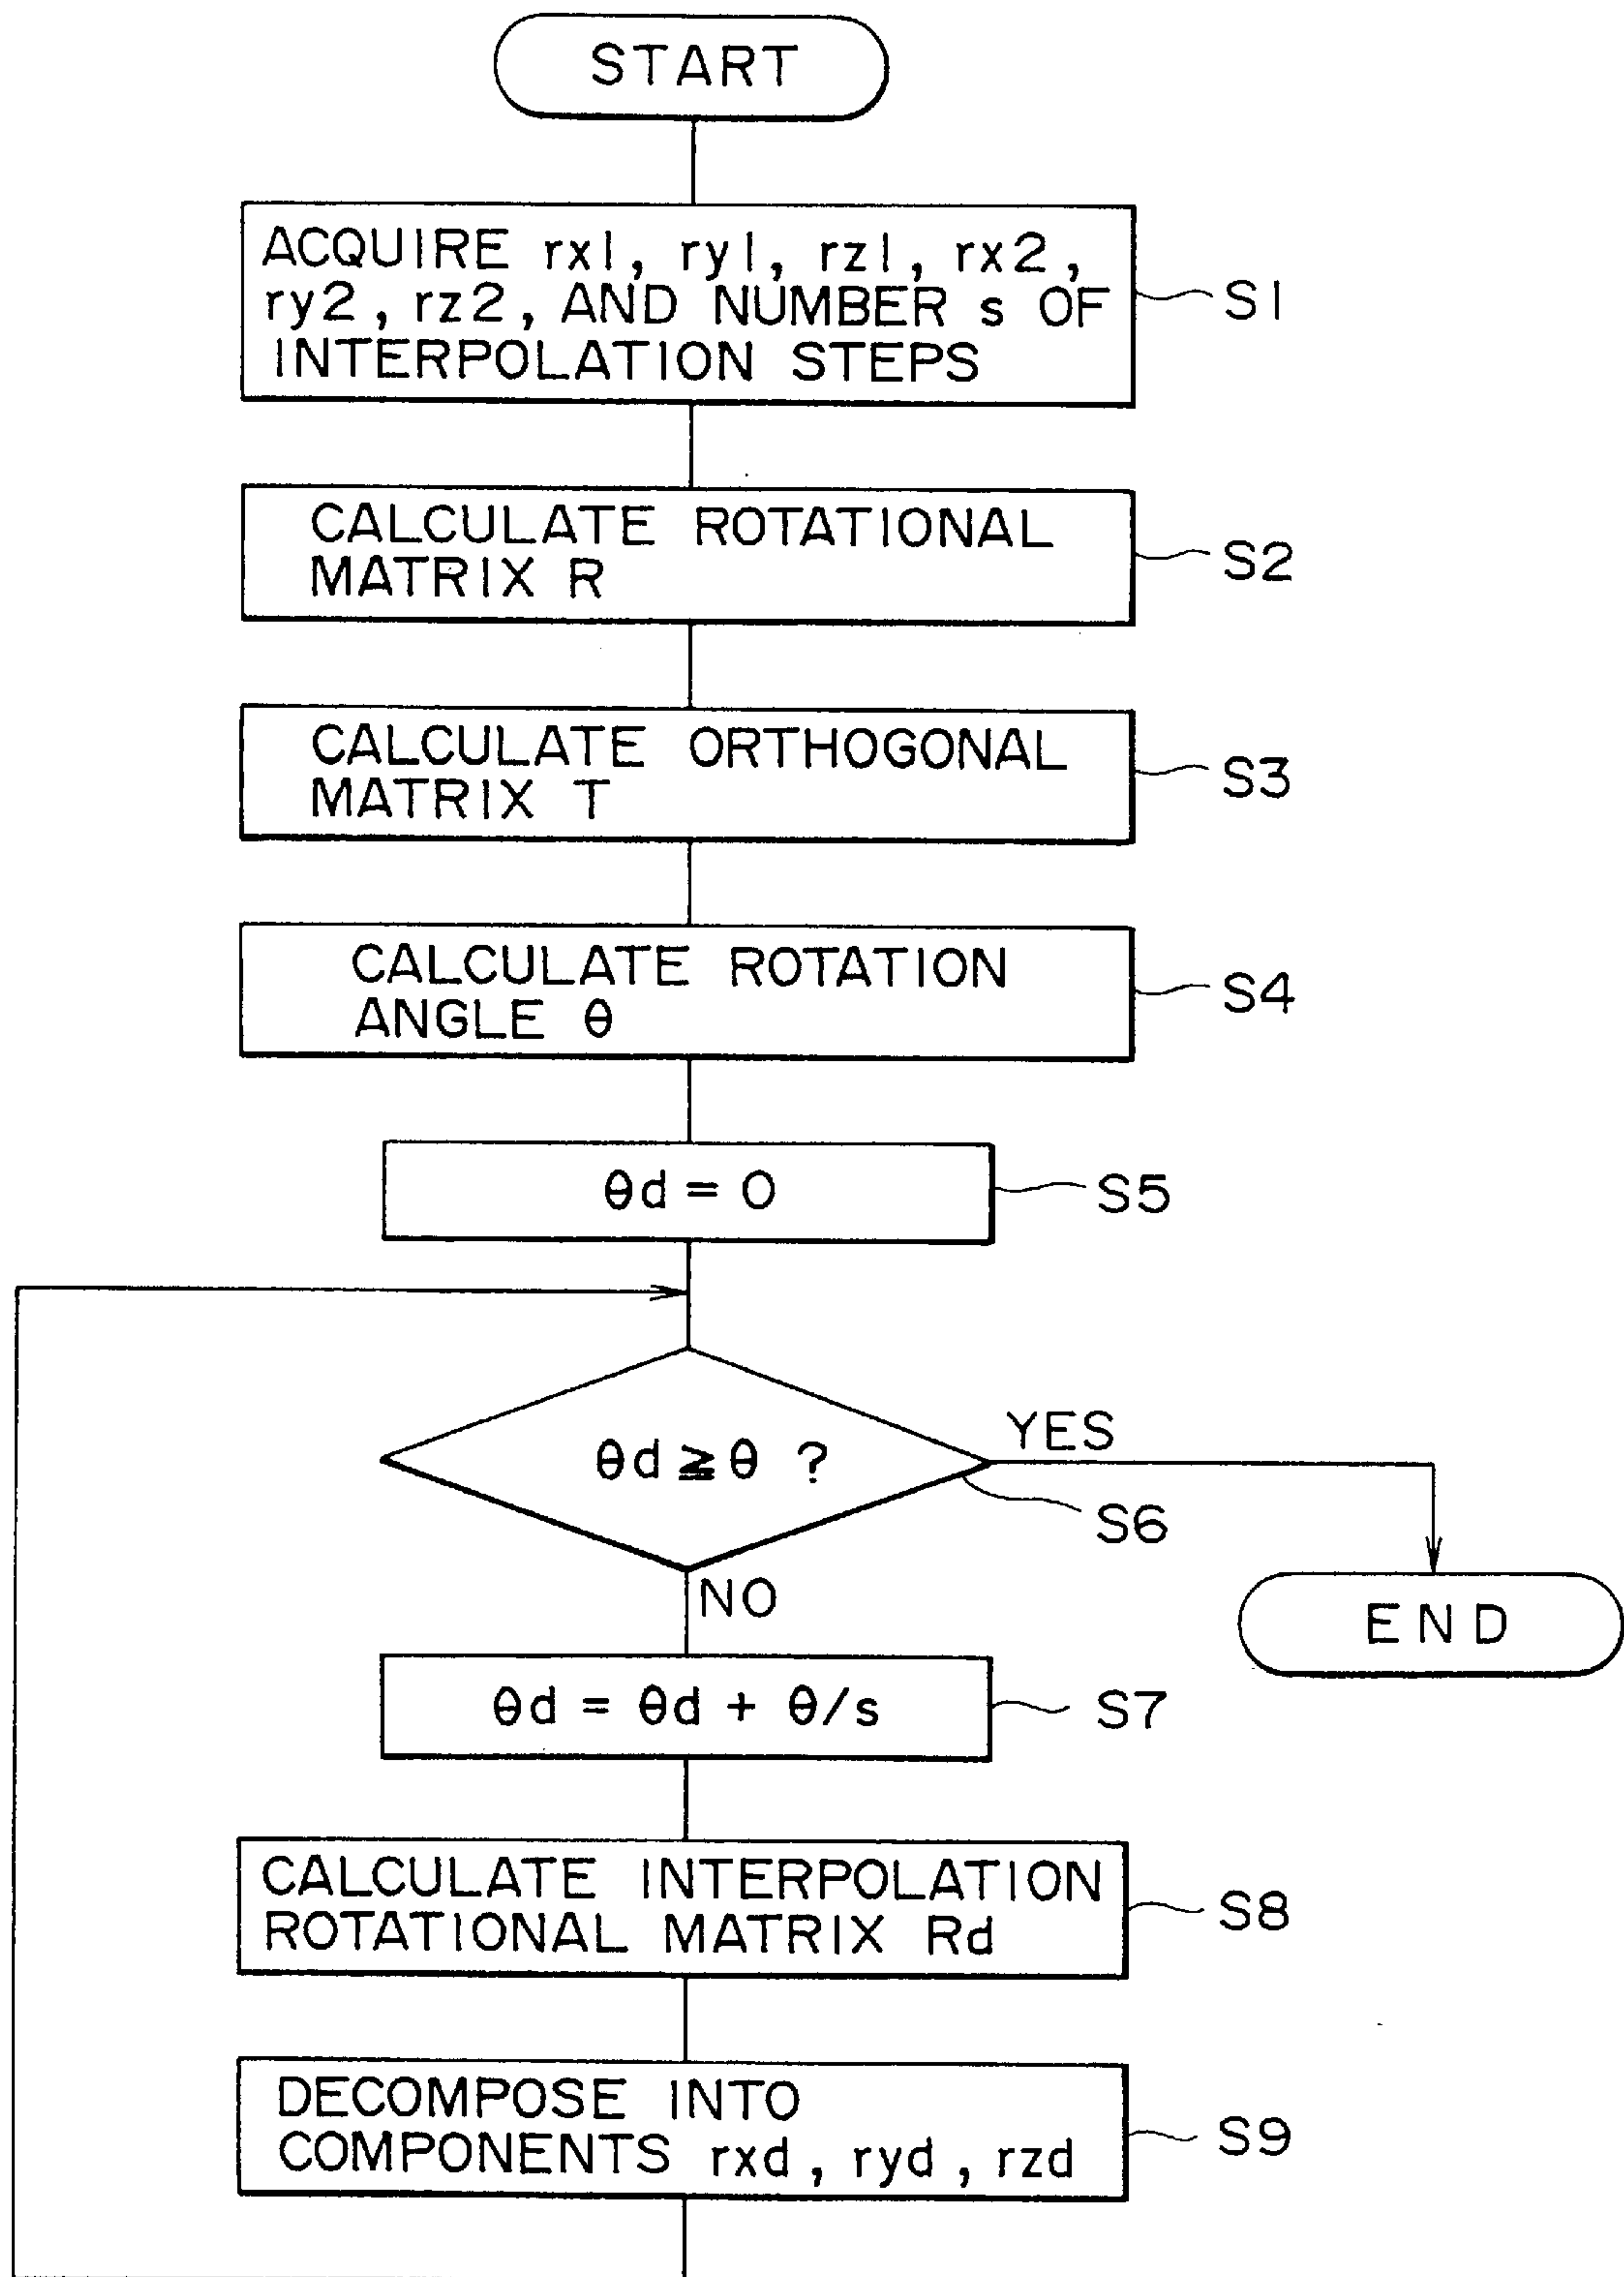 START
ACQUIRE rx1, ry1, rz1, rx2,
ry2, rz2, AND NUMBER s OF
INTERPOLATION STEPS
S1
CALCULATE ROTATIONAL
MATRIX R
S2
CALCULATE ORTHOGONAL
MATRIX T
S3
CALCULATE ROTATION
ANGLE θ
S4
θd = 0
S5
θd ≧ θ ?
YES
S6
NO
END
θd = θd + θ/s
S7
CALCULATE INTERPOLATION
ROTATIONAL MATRIX Rd
S8
DECOMPOSE INTO
COMPONENTS rxd, ryd, rzd
S9